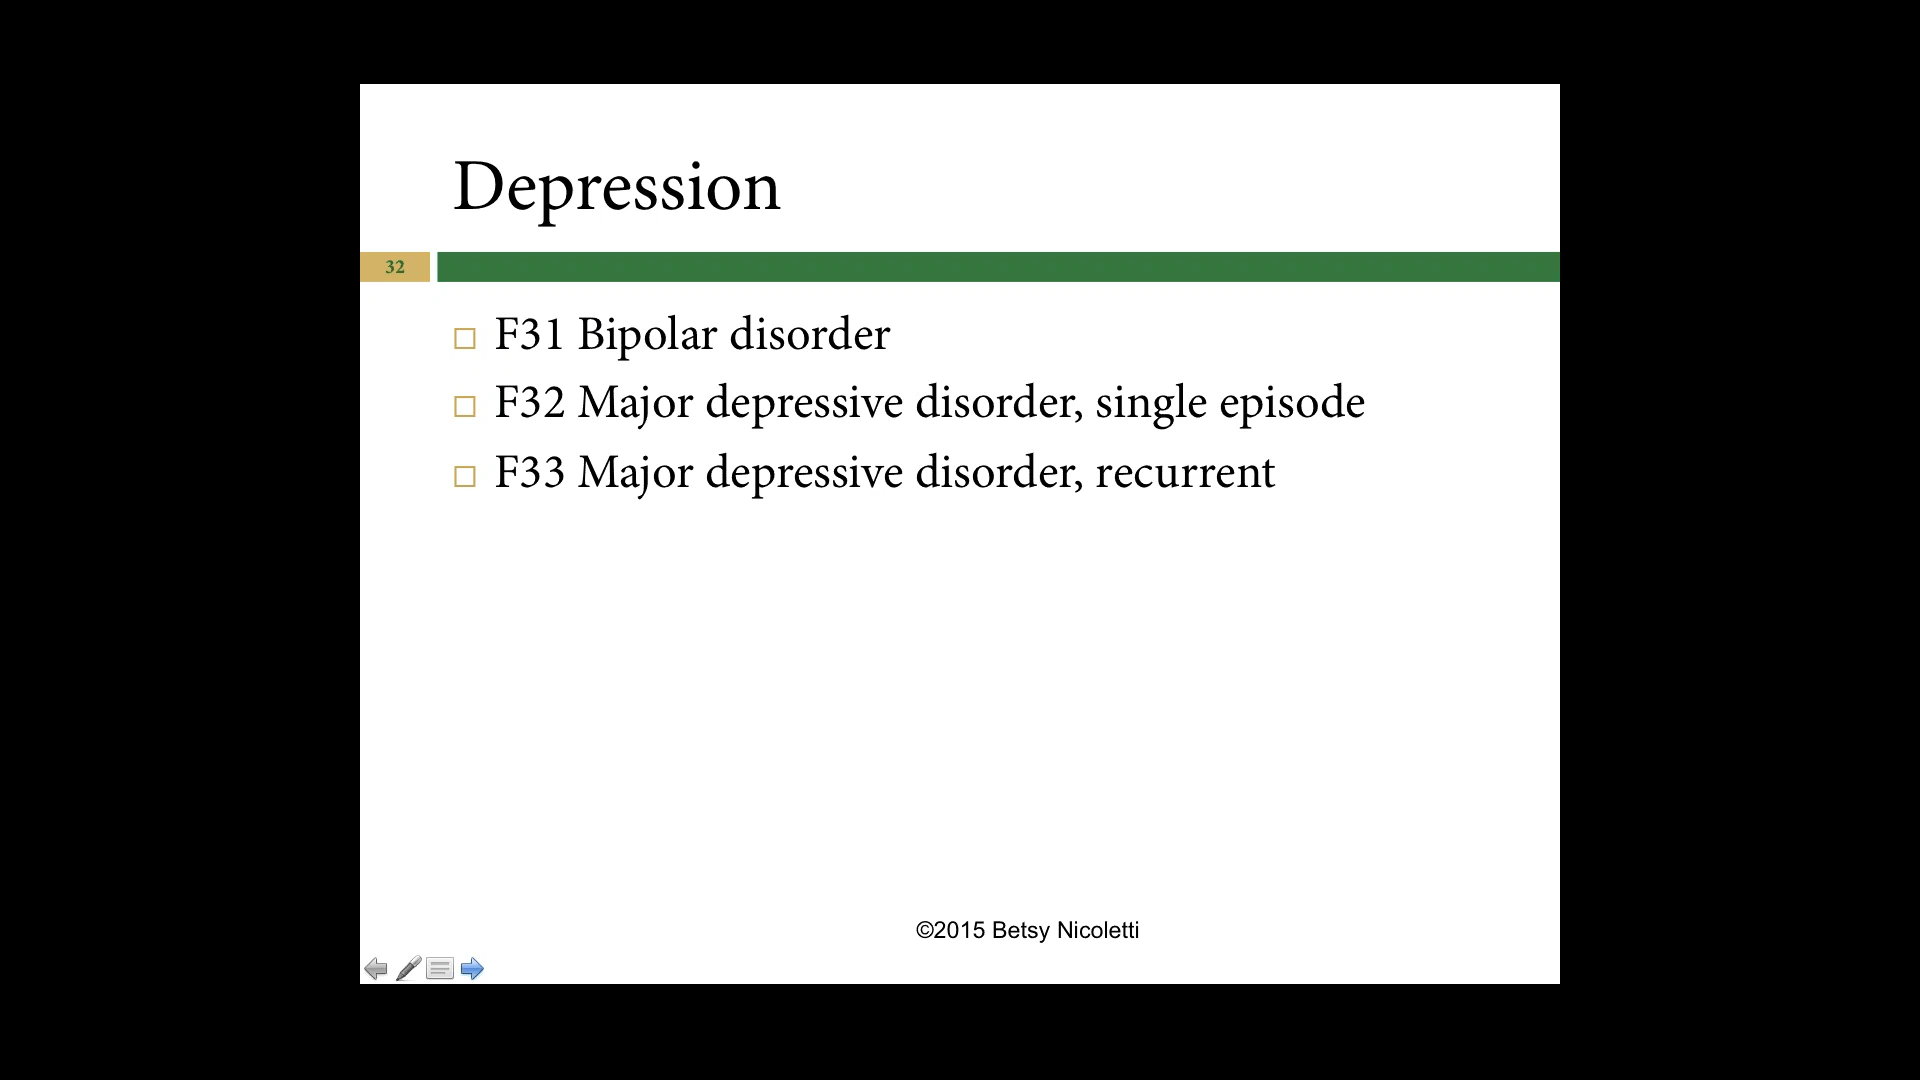 Depression
32
F31 Bipolar disorder
F32 Major depressive disorder, single episode
F33 Major depressive disorder, recurrent
©2015 Betsy Nicoletti